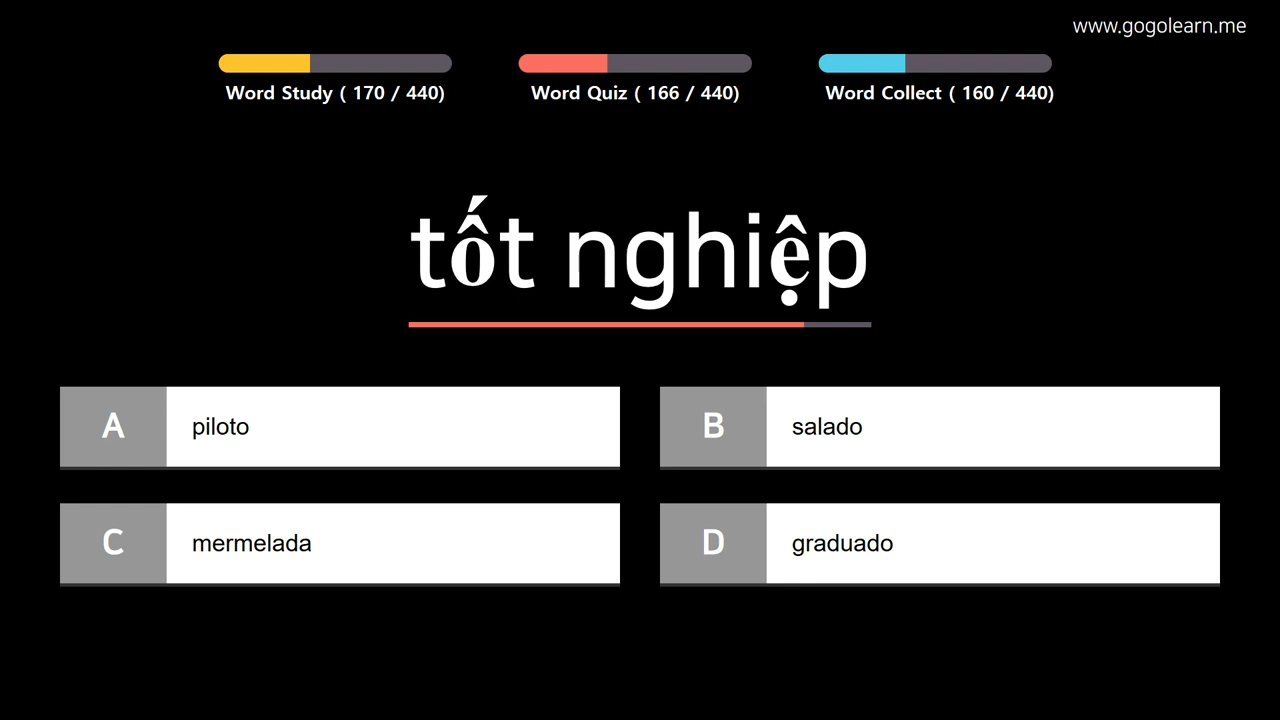 www.gogolearn.me
Word Study ( 170 / 440)
Word Quiz ( 166 / 440)
Word Collect ( 160 / 440)
tốt nghiệp
A piloto
B salado
C mermelada
D graduado